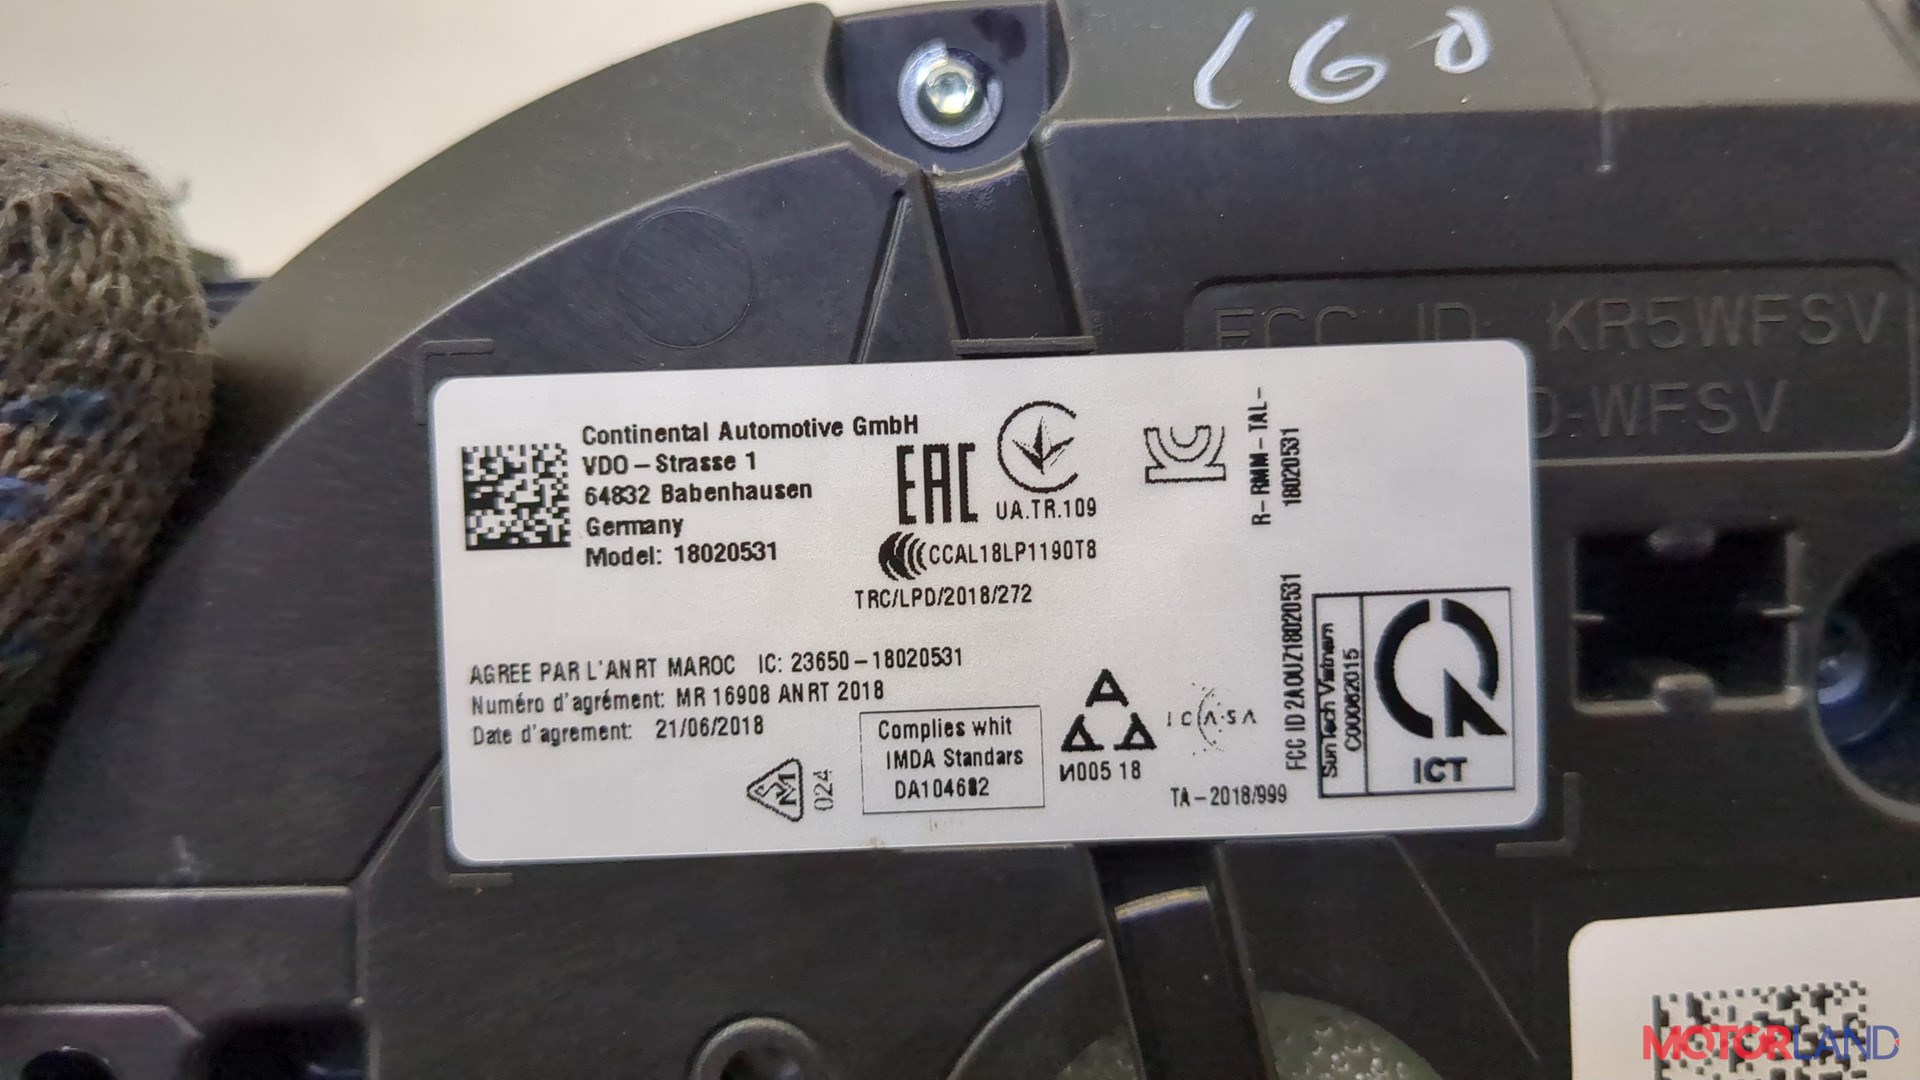 160
FCC ID: KR5WFSV
D-WFSV
Continental Automotive GmbH
VDO – Strasse 1
64832 Babenhausen
Germany
Model: 18020531
EAC
UA.TR.109
CCAL18LP1190T8
TRC/LPD/2018/272
R-RMM-TAL-
18020531
AGREE PAR L'ANRT MAROC IC: 23650-18020531
Numéro d'agrément: MR 16908 ANRT 2018
Date d'agrement: 21/06/2018
024
Complies whit
IMDA Standars
DA104682
И005 18
ICASA
TA-2018/999
FCC ID 2AOUZ18020531
SunTech Vietnam
C000682015
ICT
MOTORLAND